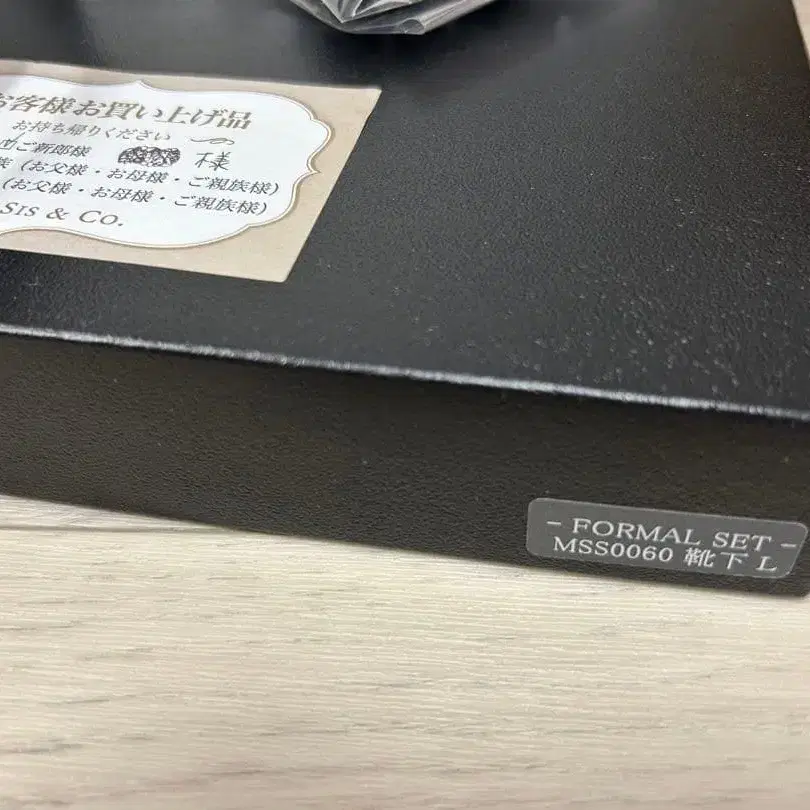 お客様お買い上げ品
お持ち帰りください
ご新郎様 様
族 (お父様・お母様・ご親族様)
(お父様・お母様・ご親族様)
SIS & CO.
- FORMAL SET -
MSS0060 靴下 L